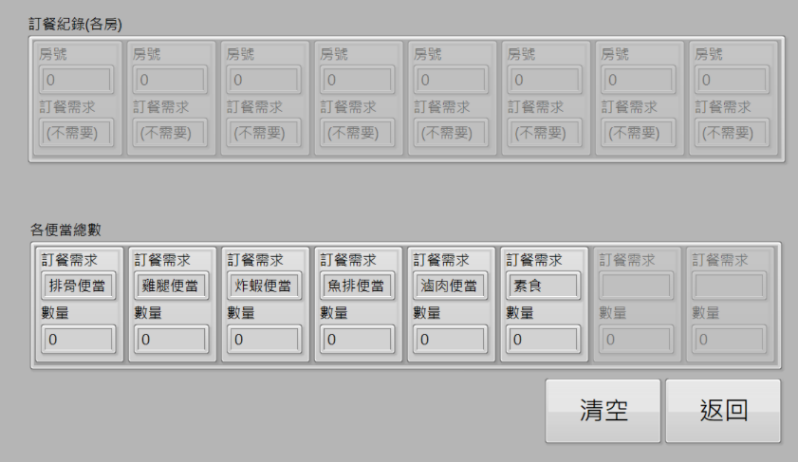 訂餐紀錄(各房)
房號 房號 房號 房號 房號 房號 房號 房號
0 0 0 0 0 0 0 0
訂餐需求 訂餐需求 訂餐需求 訂餐需求 訂餐需求 訂餐需求 訂餐需求 訂餐需求
(不需要) (不需要) (不需要) (不需要) (不需要) (不需要) (不需要) (不需要)
各便當總數
訂餐需求 訂餐需求 訂餐需求 訂餐需求 訂餐需求 訂餐需求 訂餐需求 訂餐需求
排骨便當 雞腿便當 炸蝦便當 魚排便當 滷肉便當 素食
數量 數量 數量 數量 數量 數量 數量 數量
0 0 0 0 0 0 0 0
清空 返回